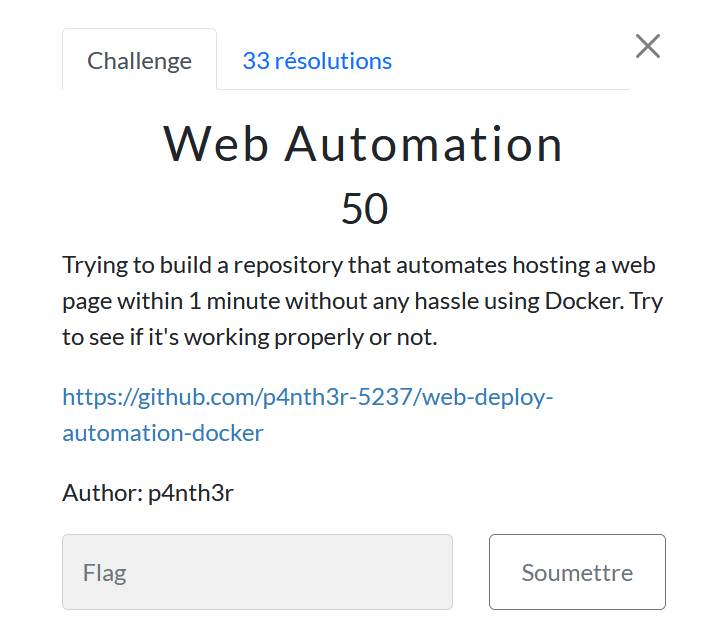 Challenge
33 résolutions
Web Automation
50
Trying to build a repository that automates hosting a web
page within 1 minute without any hassle using Docker. Try
to see if it's working properly or not.
https://github.com/p4nth3r-5237/web-deploy-
automation-docker
Author: p4nth3r
Flag
Soumettre